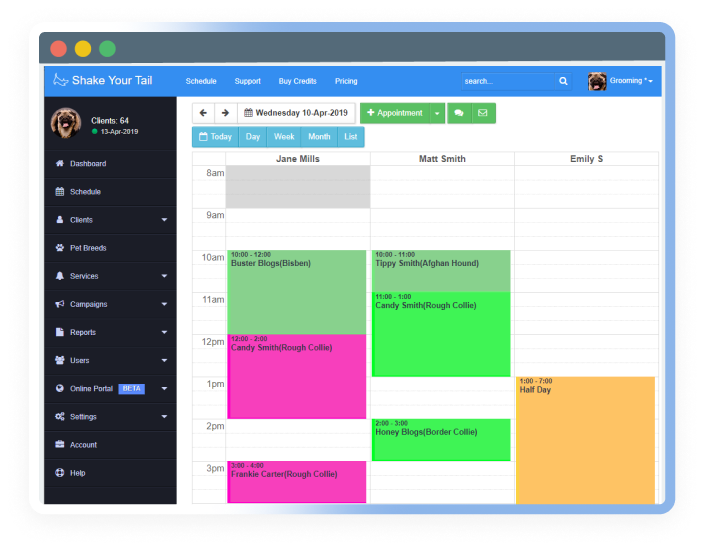 Shake Your Tail
Schedule Support Buy Credits Pricing search... Grooming *
Clients: 64
13-Apr-2019
Dashboard
Schedule
Clients
Pet Breeds
Services
Campaigns
Reports
Users
Online Portal BETA
Settings
Account
Help
Wednesday 10-Apr-2019 Appointment
Today Day Week Month List
Jane Mills Matt Smith Emily S
8am
9am
10am
11am
12pm
1pm
2pm
3pm
10:00 - 12:00
Buster Blogs(Bisben)
12:00 - 2:00
Candy Smith(Rough Collie)
3:00 - 4:00
Frankie Carter(Rough Collie)
10:00 - 11:00
Tippy Smith(Afghan Hound)
11:00 - 1:00
Candy Smith(Rough Collie)
2:00 - 3:00
Honey Blogs(Border Collie)
1:00 - 7:00
Half Day